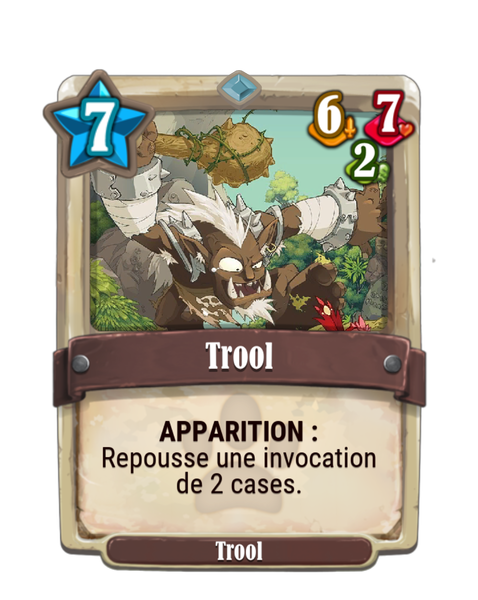 7
6 7
2
Trool
APPARITION :
Repousse une invocation
de 2 cases.
Trool